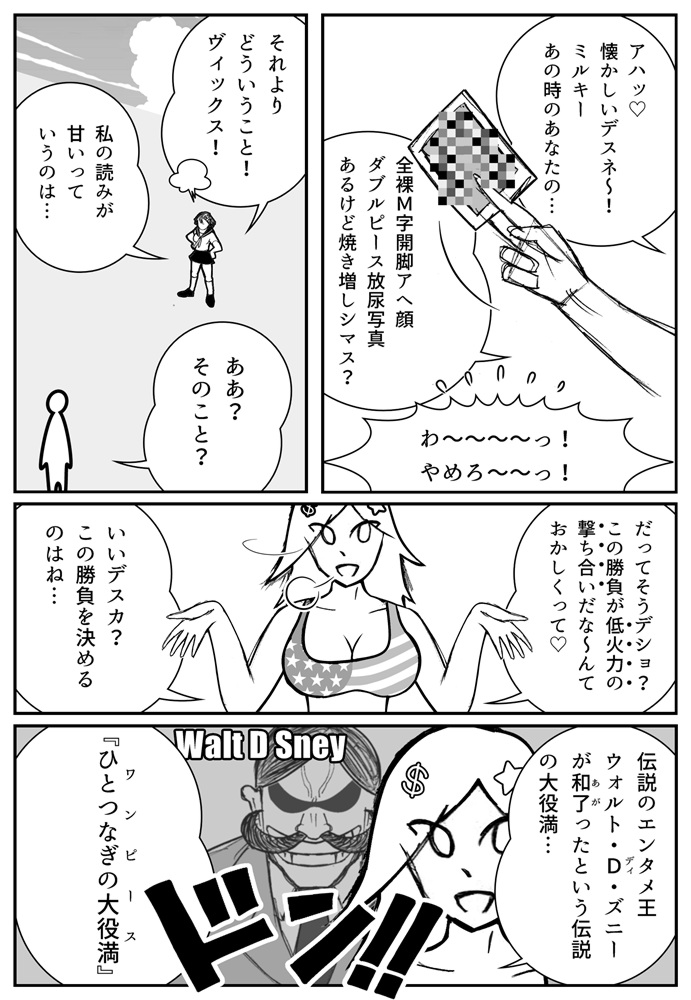 アハッ♡
懐かしいデスネ～！
ミルキー
あの時のあなたの…
全裸Ｍ字開脚アヘ顔
ダブルピース放尿写真
あるけど焼き増しシマス？
わ～～～～っ！
やめろ～～っ！
それより
どういうこと！
ヴィックス！
私の読みが
甘いって
いうのは…
ああ？
そのこと？
だってそうデショ？
この勝負が低火力の
撃ち合いだな～んて
おかしくって♡
いいデスカ？
この勝負を決める
のはね…
伝説のエンタメ王
ウォルト・D・ズニー
ディ
が和了ったという伝説
あが
の大役満…
Walt D Sney
『ひとつなぎの大役満』
ワンピース
ドン!!
$